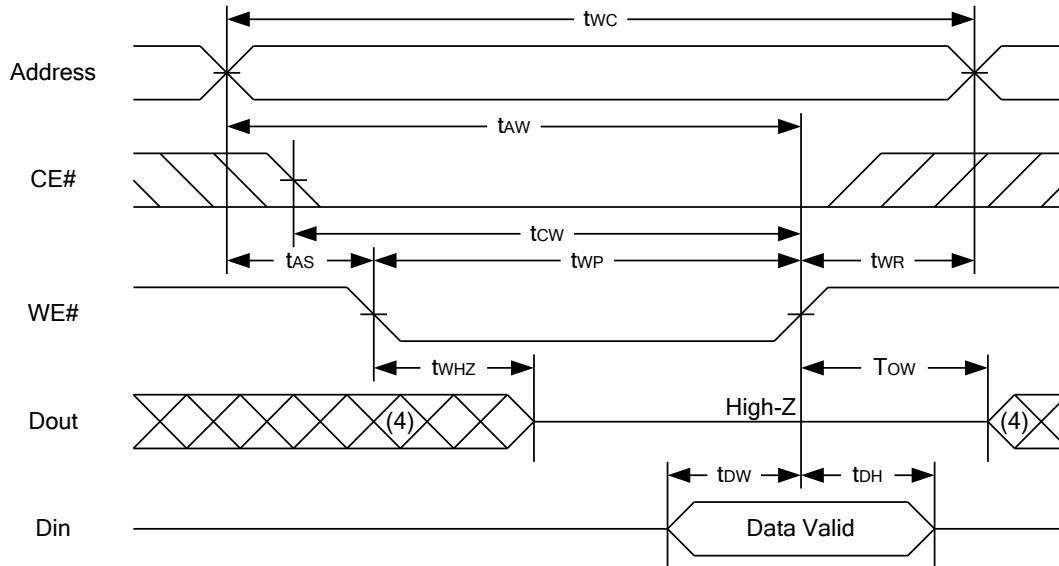 tWC
Address
tAW
CE#
tCW
tAS tWP tWR
WE#
tWHZ TOW
Dout (4) High-Z (4)
tDW tDH
Din Data Valid